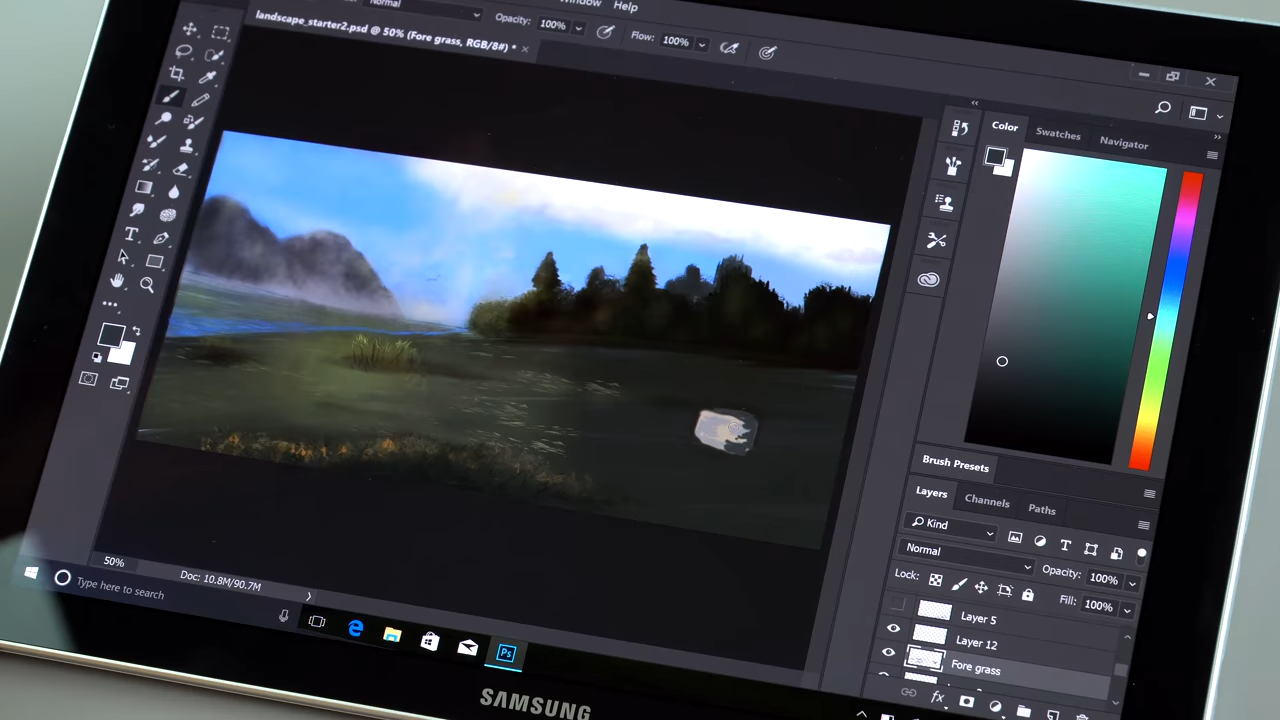 Window Help
Normal
Opacity: 100%
Flow: 100%
landscape_starter2.psd @ 50% (Fore grass, RGB/8#) *
Color Swatches Navigator
Brush Presets
Layers Channels Paths
Kind
Normal
Opacity: 100%
Lock:
Fill: 100%
Layer 5
Layer 12
Fore grass
fx
50%
Doc: 10.8M/90.7M
Type here to search
Ps
SAMSUNG